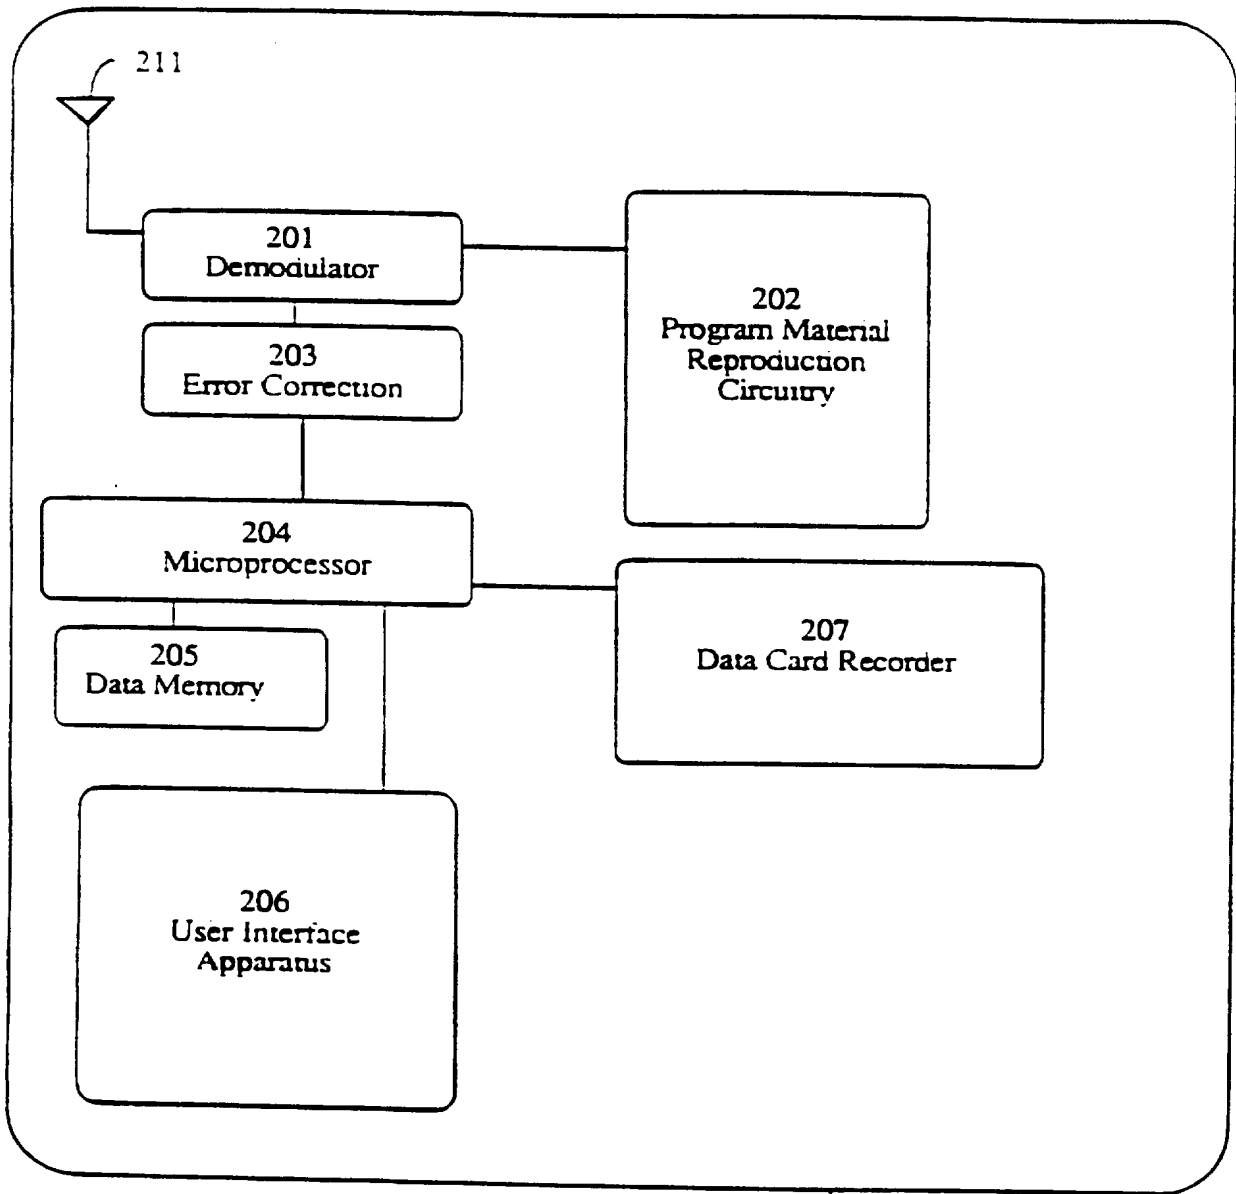 211
201
Demodulator
202
Program Material
Reproduction
Circuitry
203
Error Correction
204
Microprocessor
207
Data Card Recorder
205
Data Memory
206
User Interface
Apparatus